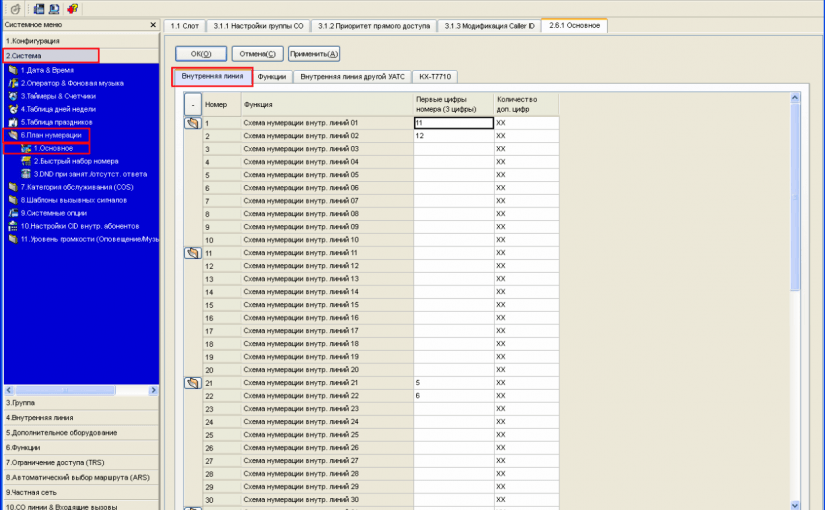 Системное меню
1.1 Слот
3.1.1 Настройки группы CO
3.1.2 Приоритет прямого доступа
3.1.3 Модификация Caller ID
2.6.1 Основное
1.Конфигурация
2.Система
1.Дата & Время
2.Оператор & Фоновая музыка
3.Таймеры & Счетчики
4.Таблица дней недели
5.Таблица праздников
6.План нумерации
1.Основное
2.Быстрый набор номера
3.DND при занят./отсутст. ответа
7.Категория обслуживания (COS)
8.Шаблоны вызывных сигналов
9.Системные опции
10.Настройки CID внутр. абонентов
11.Уровень громкости (Оповещение/Музы
3.Группа
4.Внутренняя линия
5.Дополнительное оборудование
6.Функции
7.Ограничение доступа (TRS)
8.Автоматический выбор маршрута (ARS)
9.Частная сеть
10.CO линии & Входящие вызовы
OK(O)
Отмена(C)
Применить(A)
Внутренняя линия
Функции
Внутренняя линия другой УАТС
KX-T7710
- Номер Функция Первые цифры номера (3 цифры) Количество доп. цифр
1 Схема нумерации внутр. линий 01 11 XX
2 Схема нумерации внутр. линий 02 12 XX
3 Схема нумерации внутр. линий 03 XX
4 Схема нумерации внутр. линий 04 XX
5 Схема нумерации внутр. линий 05 XX
6 Схема нумерации внутр. линий 06 XX
7 Схема нумерации внутр. линий 07 XX
8 Схема нумерации внутр. линий 08 XX
9 Схема нумерации внутр. линий 09 XX
10 Схема нумерации внутр. линий 10 XX
11 Схема нумерации внутр. линий 11 XX
12 Схема нумерации внутр. линий 12 XX
13 Схема нумерации внутр. линий 13 XX
14 Схема нумерации внутр. линий 14 XX
15 Схема нумерации внутр. линий 15 XX
16 Схема нумерации внутр. линий 16 XX
17 Схема нумерации внутр. линий 17 XX
18 Схема нумерации внутр. линий 18 XX
19 Схема нумерации внутр. линий 19 XX
20 Схема нумерации внутр. линий 20 XX
21 Схема нумерации внутр. линий 21 5 XX
22 Схема нумерации внутр. линий 22 6 XX
23 Схема нумерации внутр. линий 23 XX
24 Схема нумерации внутр. линий 24 XX
25 Схема нумерации внутр. линий 25 XX
26 Схема нумерации внутр. линий 26 XX
27 Схема нумерации внутр. линий 27 XX
28 Схема нумерации внутр. линий 28 XX
29 Схема нумерации внутр. линий 29 XX
30 Схема нумерации внутр. линий 30 XX